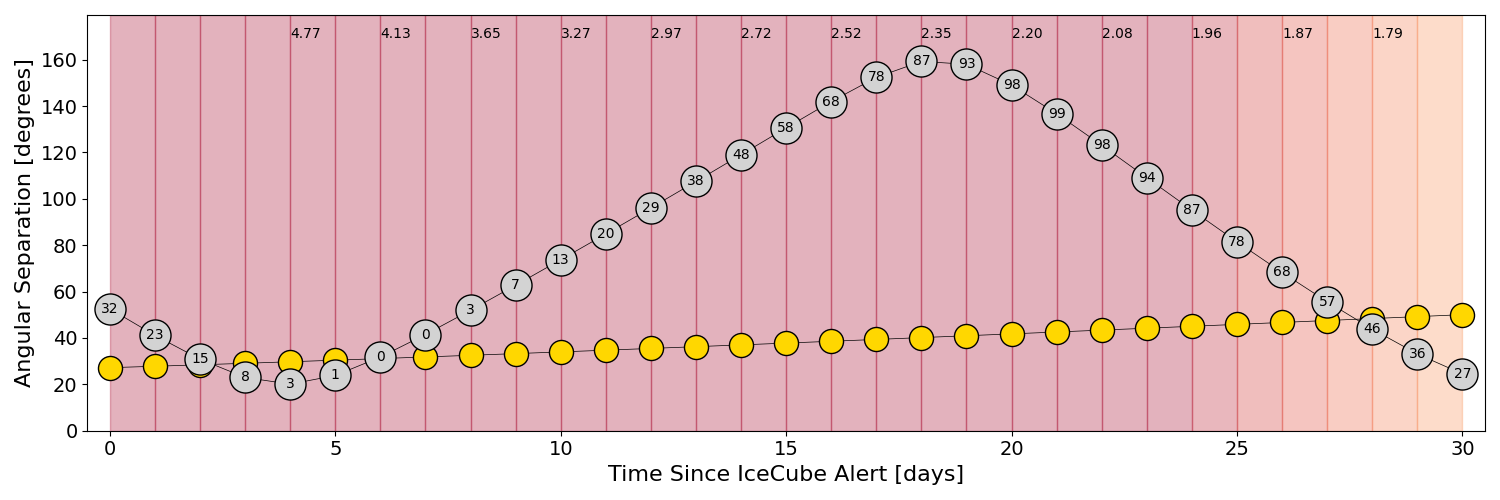 4.77 4.13 3.65 3.27 2.97 2.72 2.52 2.35 2.20 2.08 1.96 1.87 1.79
32 23 15 8 3 1 0 0 3 7 13 20 29 38 48 58 68 78 87 93 98 99 98 94 87 78 68 57 46 36 27
160
140
120
100
80
60
40
20
0
Angular Separation [degrees]
0 5 10 15 20 25 30
Time Since IceCube Alert [days]